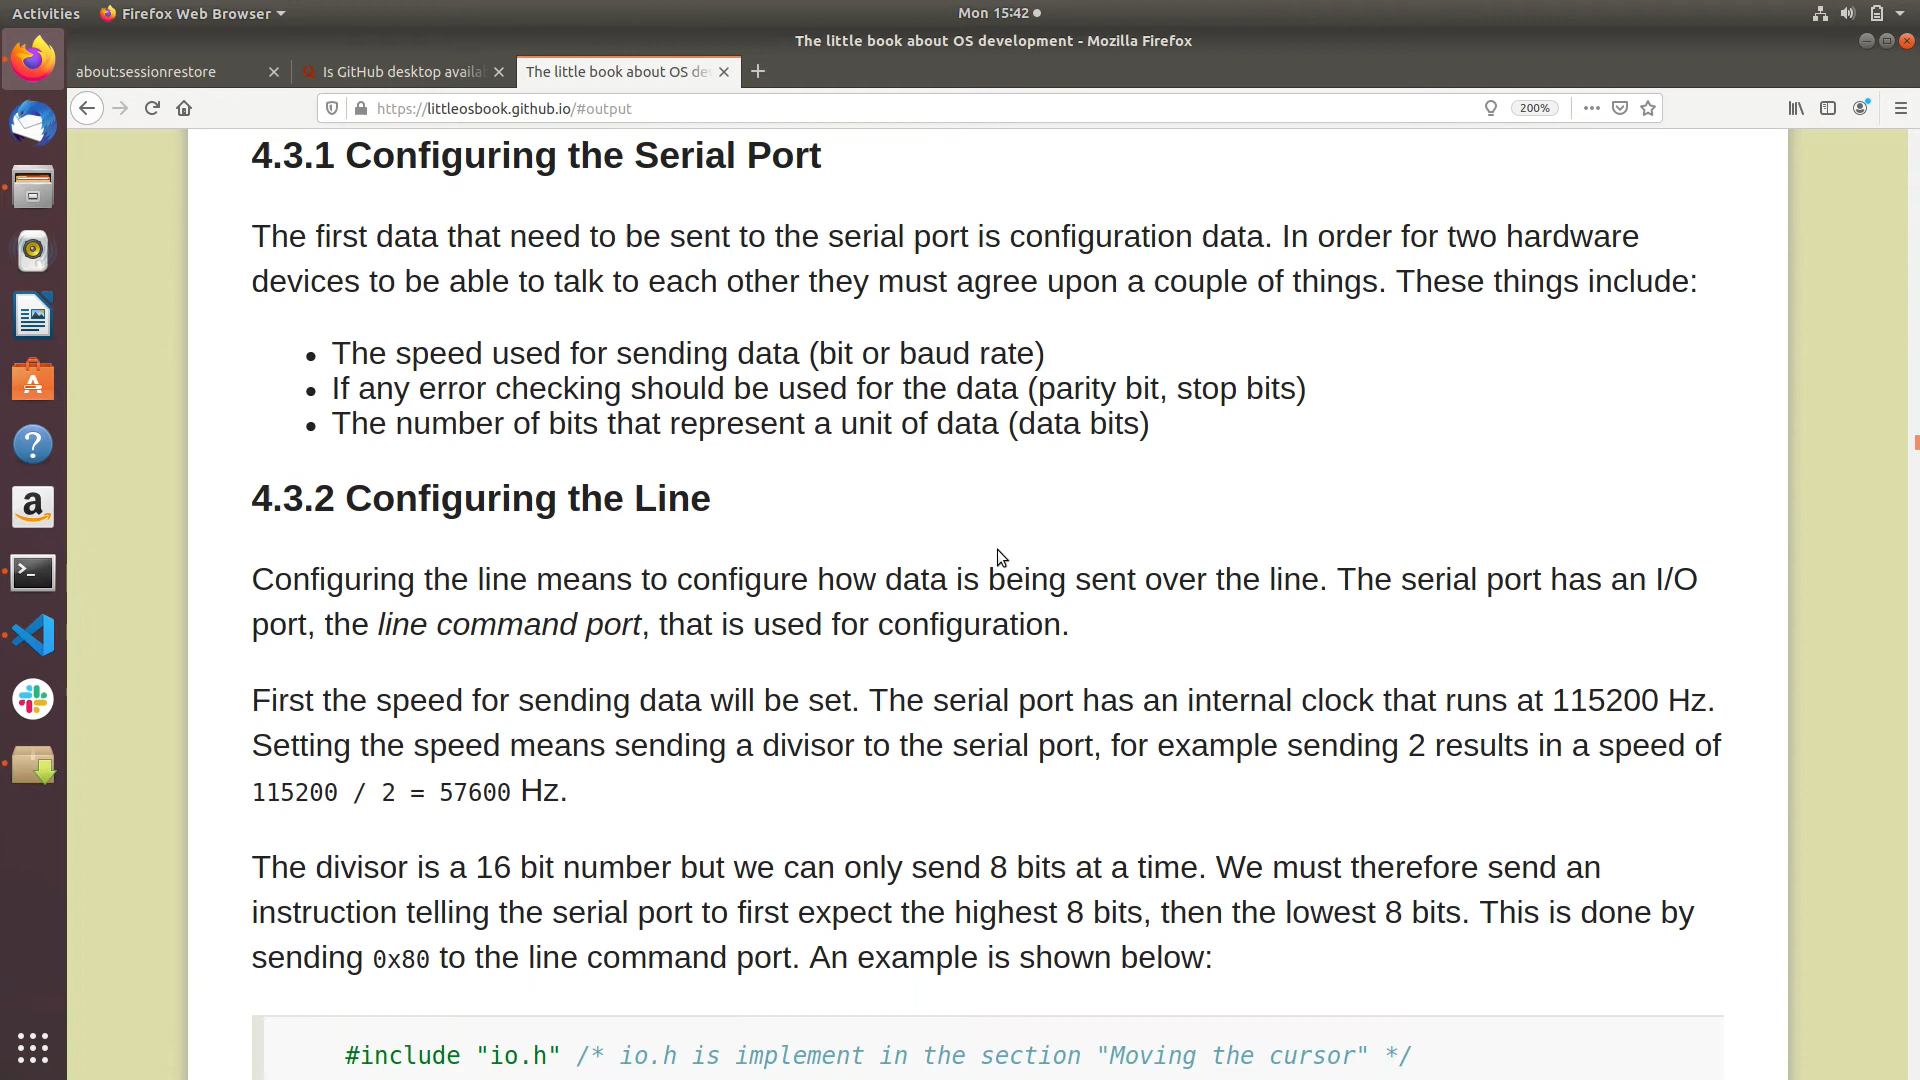 Activities
Firefox Web Browser
Mon 15:42
The little book about OS development - Mozilla Firefox
about:sessionrestore
Is GitHub desktop availa
The little book about OS de
https://littleosbook.github.io/#output
200%
4.3.1 Configuring the Serial Port
The first data that need to be sent to the serial port is configuration data. In order for two hardware
devices to be able to talk to each other they must agree upon a couple of things. These things include:
• The speed used for sending data (bit or baud rate)
• If any error checking should be used for the data (parity bit, stop bits)
• The number of bits that represent a unit of data (data bits)
4.3.2 Configuring the Line
Configuring the line means to configure how data is being sent over the line. The serial port has an I/O
port, the line command port, that is used for configuration.
First the speed for sending data will be set. The serial port has an internal clock that runs at 115200 Hz.
Setting the speed means sending a divisor to the serial port, for example sending 2 results in a speed of
115200 / 2 = 57600 Hz.
The divisor is a 16 bit number but we can only send 8 bits at a time. We must therefore send an
instruction telling the serial port to first expect the highest 8 bits, then the lowest 8 bits. This is done by
sending 0x80 to the line command port. An example is shown below:
#include "io.h" /* io.h is implement in the section "Moving the cursor" */